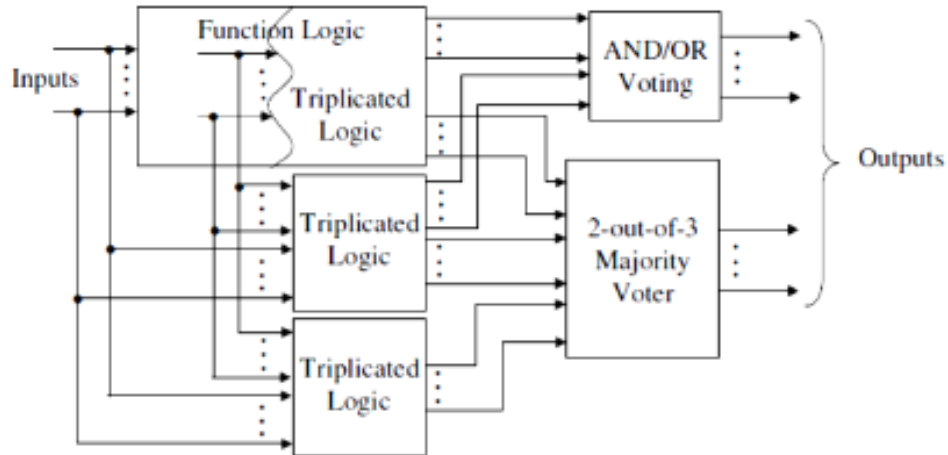 Function Logic
Inputs
Triplicated
Logic
AND/OR
Voting
Outputs
Triplicated
Logic
2-out-of-3
Majority
Voter
Triplicated
Logic